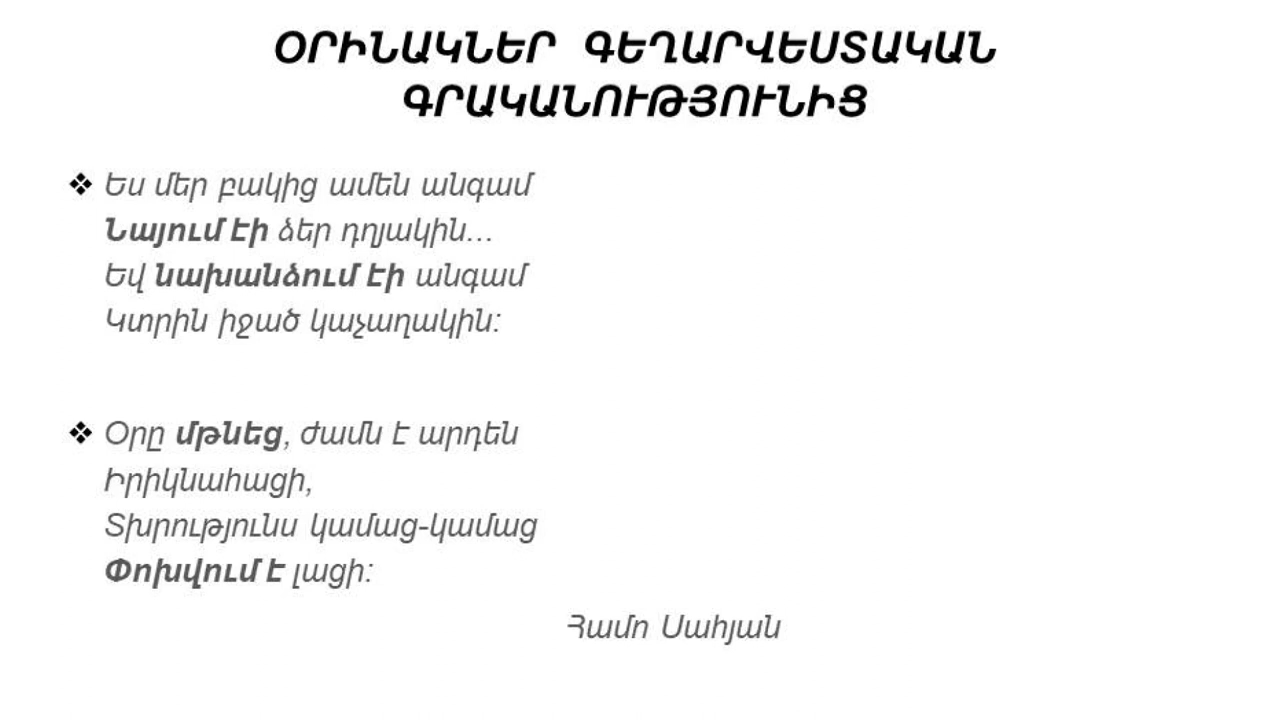 ՕՐԻՆԱԿՆԵՐ ԳԵՂԱՐՎԵՍՏԱԿԱՆ
ԳՐԱԿԱՆՈՒԹՅՈՒՆԻՑ
❖ Ես մեր բակից ամեն անգամ
Նայում էի ձեր դղյակին...
Եվ նախանձում էի անգամ
Կտրին իջած կաչաղակին:
❖ Օրը մթնեց, ժամն է արդեն
Իրիկնահացի,
Տխրությունս կամաց-կամաց
Փոխվում է լացի:
Համո Սահյան